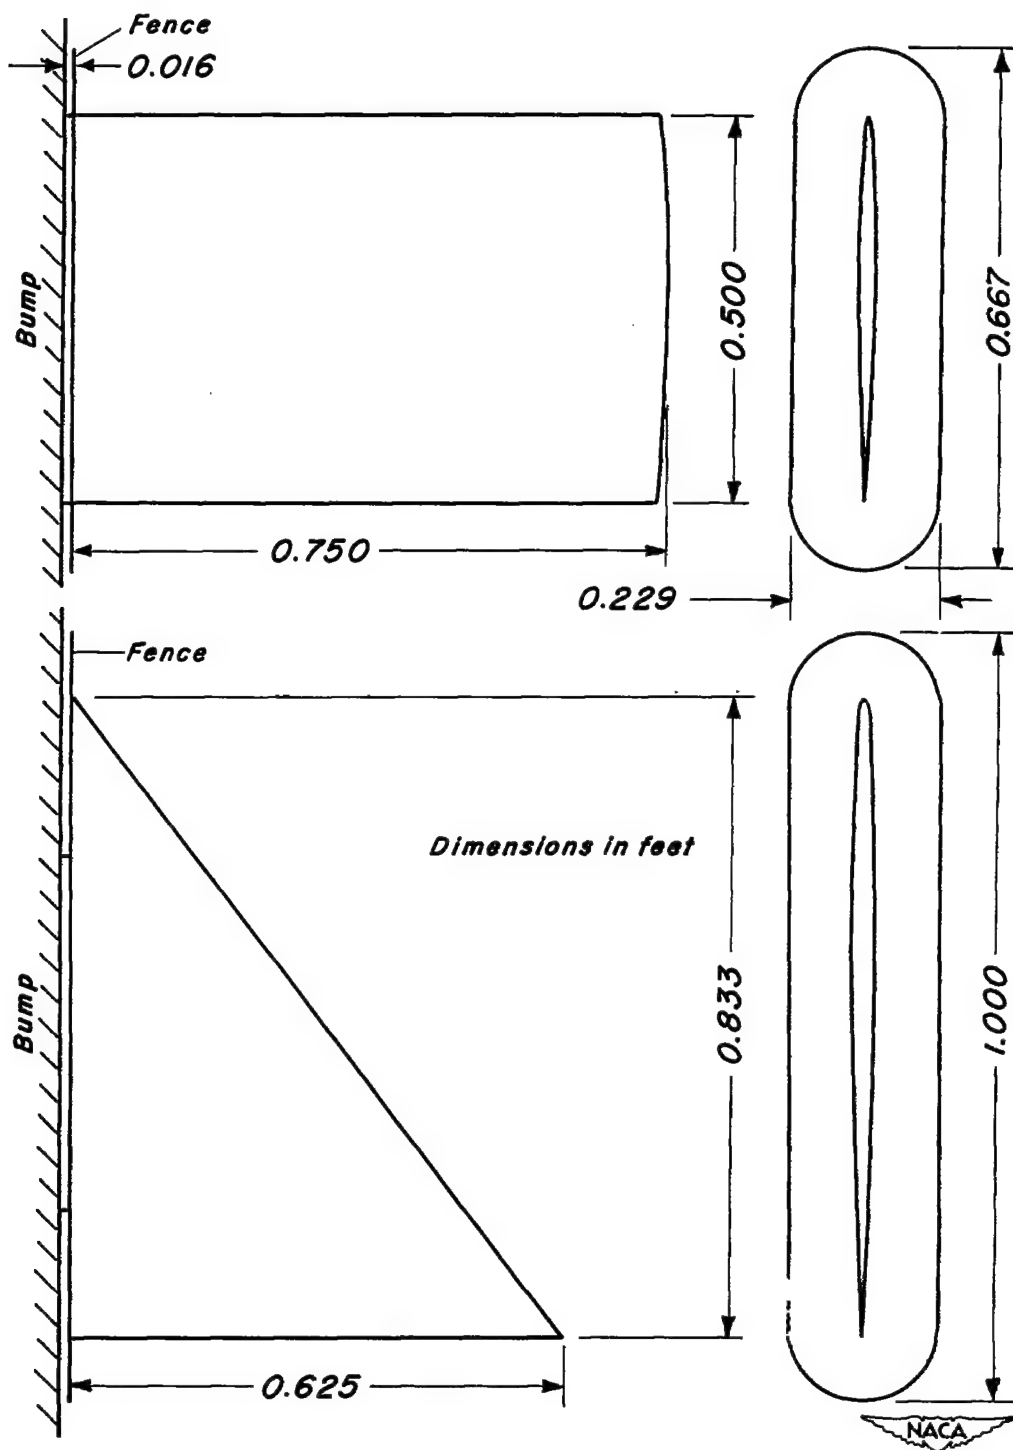 Fence
0.016
Bump
0.500
0.667
0.750
0.229
Fence
Dimensions in feet
Bump
0.833
1.000
0.625
NACA